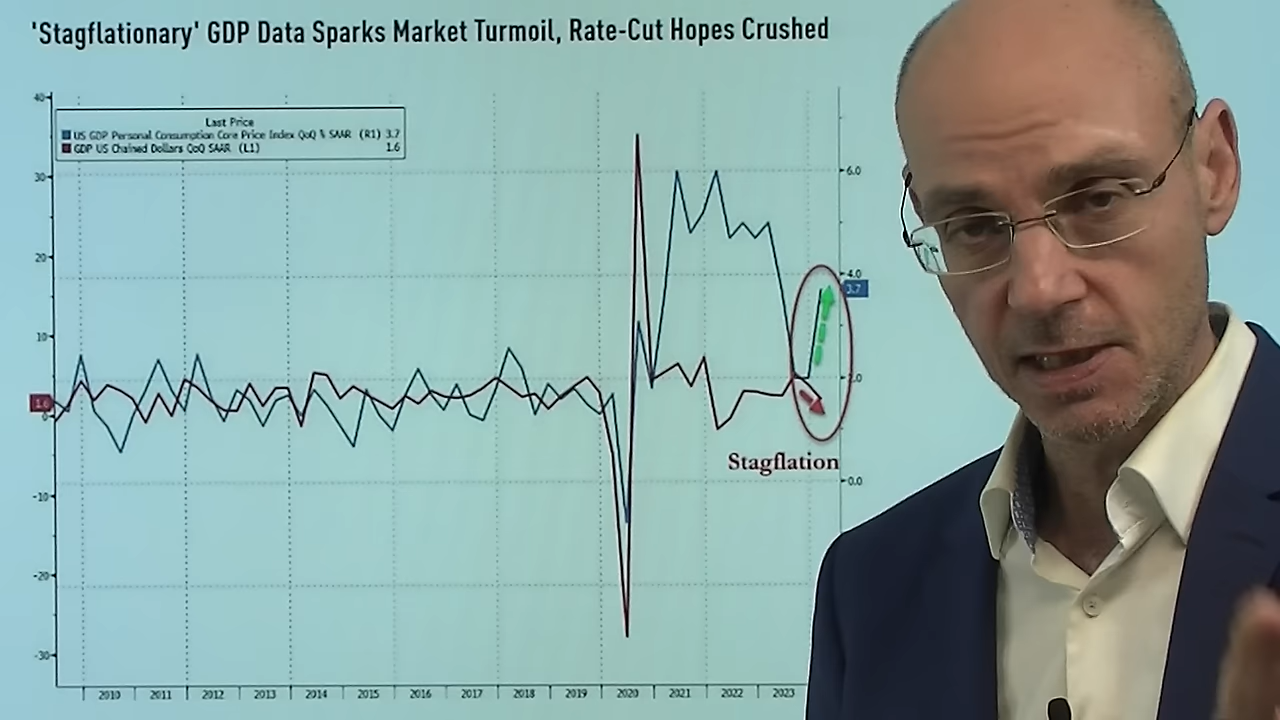 'Stagflationary' GDP Data Sparks Market Turmoil, Rate-Cut Hopes Crushed
40
Last Price
US GDP Personal Consumption Core Price Index QoQ % SAAR (R1) 3.7
GDP US Chained Dollars QoQ SAAR (L1) 1.6
30
6.0
20
4.0
3.7
10
2.0
1.6
0
Stagflation
0.0
-10
-20
-30
2010 2011 2012 2013 2014 2015 2016 2017 2018 2019 2020 2021 2022 2023